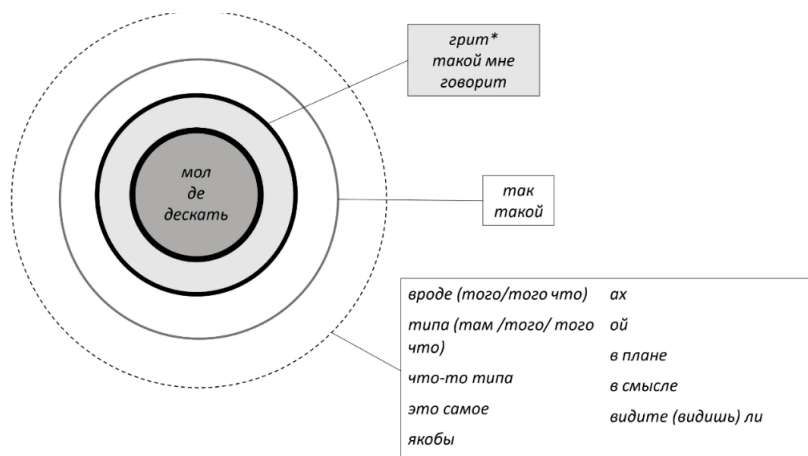 грит*
такой мне
говорит
мол
де
дескать
так
такой
вроде (того/того что)
типа (там /того/ того
что)
что-то типа
это самое
якобы
ах
ой
в плане
в смысле
видите (видишь) ли